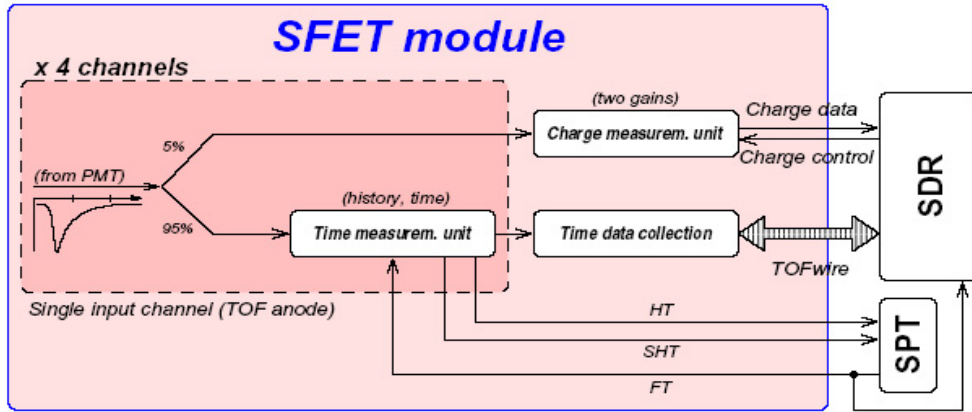 SFET module
x 4 channels
(two gains)
Charge data
Charge measurem. unit
Charge control
5%
(from PMT)
(history, time)
95%
Time measurem. unit
Time data collection
TOFwire
SDR
Single input channel (TOF anode)
HT
SHT
FT
SPT